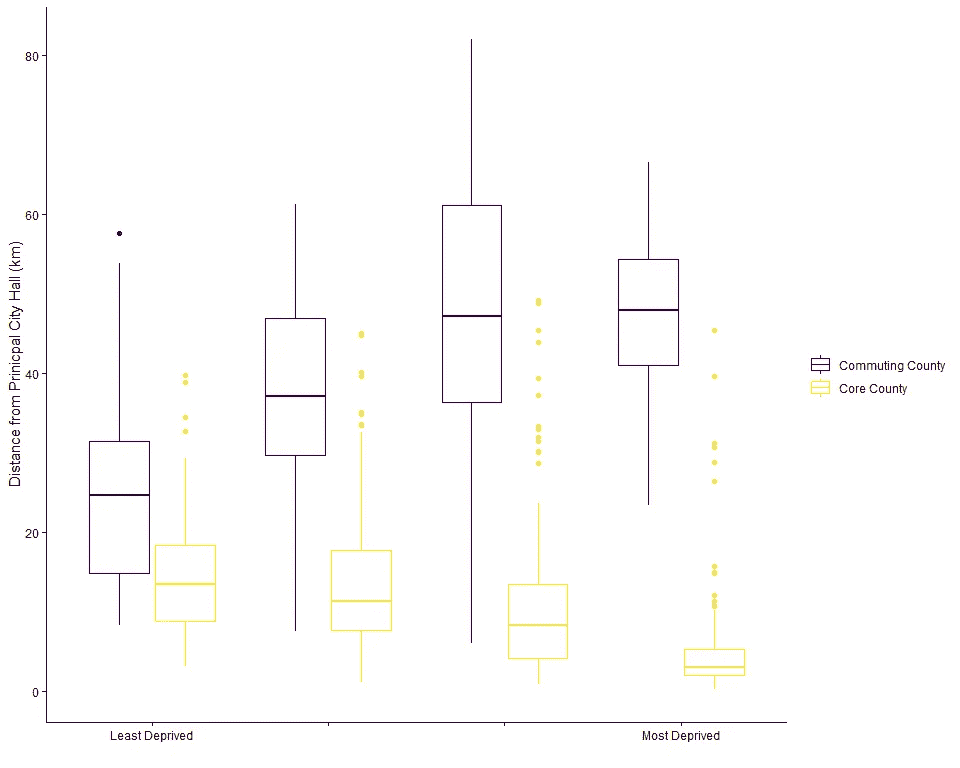 Distance from Prinicpal City Hall (km)
80
60
40
20
0
Least Deprived
Most Deprived
Commuting County
Core County